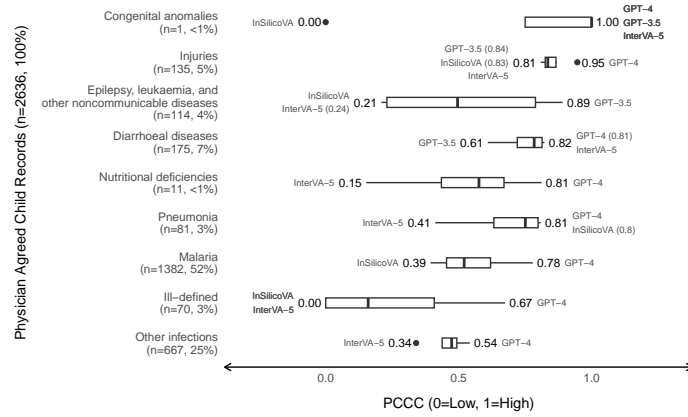 Physician Agreed Child Records (n=2636, 100%)
Congenital anomalies
(n=1, <1%)
InSilicoVA 0.00
1.00
GPT−4
GPT−3.5
InterVA−5
Injuries
(n=135, 5%)
GPT−3.5 (0.84)
InSilicoVA (0.83)
InterVA−5
0.81
0.95 GPT−4
Epilepsy, leukaemia, and
other noncommunicable diseases
(n=114, 4%)
InSilicoVA
InterVA−5 (0.24)
0.21
0.89 GPT−3.5
Diarrhoeal diseases
(n=175, 7%)
GPT−3.5 0.61
0.82
GPT−4 (0.81)
InterVA−5
Nutritional deficiencies
(n=11, <1%)
InterVA−5 0.15
0.81 GPT−4
Pneumonia
(n=81, 3%)
InterVA−5 0.41
0.81
GPT−4
InSilicoVA (0.8)
Malaria
(n=1382, 52%)
InSilicoVA 0.39
0.78 GPT−4
Ill−defined
(n=70, 3%)
InSilicoVA
InterVA−5
0.00
0.67 GPT−4
Other infections
(n=667, 25%)
InterVA−5 0.34
0.54 GPT−4
0.0 0.5 1.0
PCCC (0=Low, 1=High)